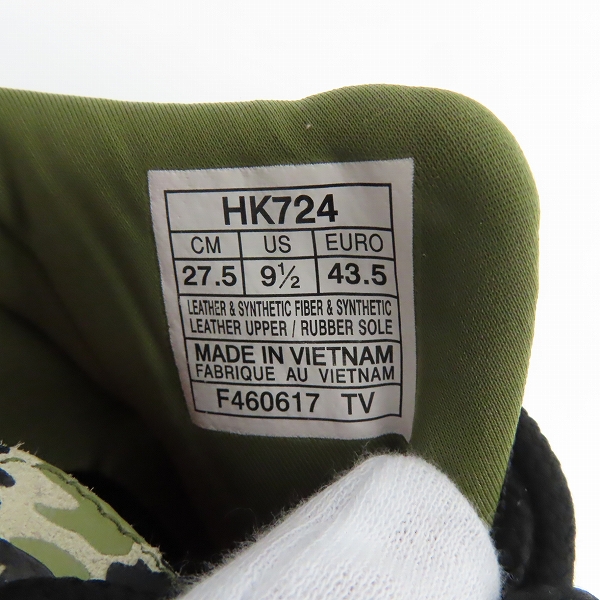 HK724
CM US EURO
27.5 9½ 43.5
LEATHER & SYNTHETIC FIBER & SYNTHETIC
LEATHER UPPER / RUBBER SOLE
MADE IN VIETNAM
FABRIQUE AU VIETNAM
F460617 TV